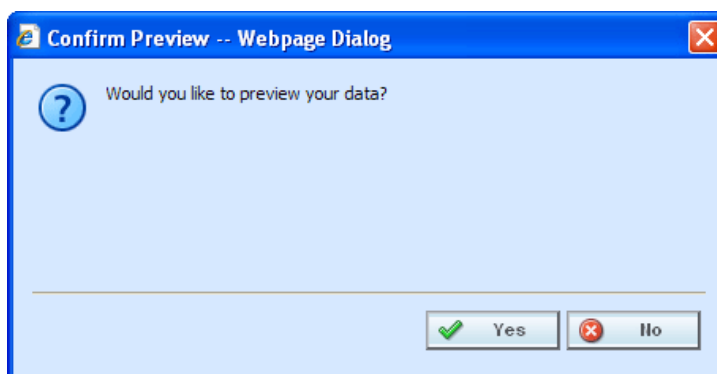 Confirm Preview -- Webpage Dialog
Would you like to preview your data?
Yes
No